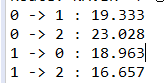 0 -> 1 : 19.333
0 -> 2 : 23.028
1 -> 0 : 18.963
1 -> 2 : 16.657